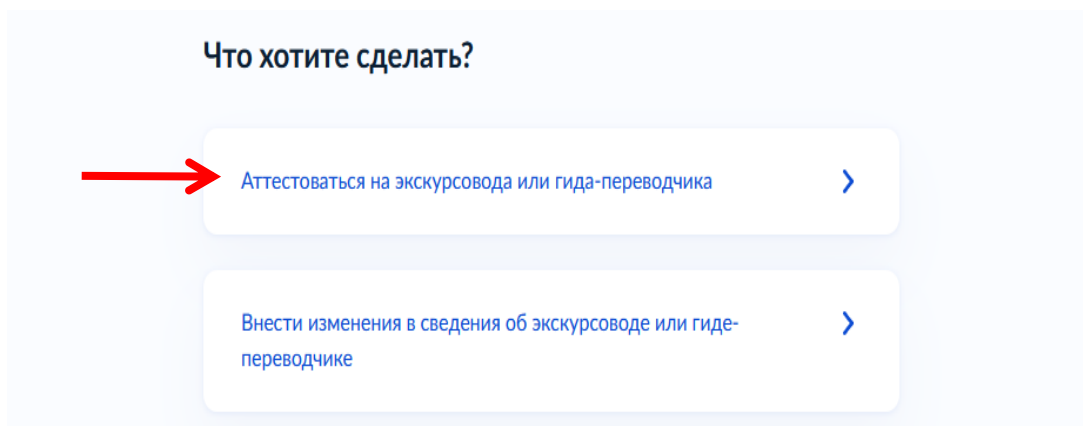 Что хотите сделать?
Аттестоваться на экскурсовода или гида-переводчика
Внести изменения в сведения об экскурсоводе или гиде-
переводчике